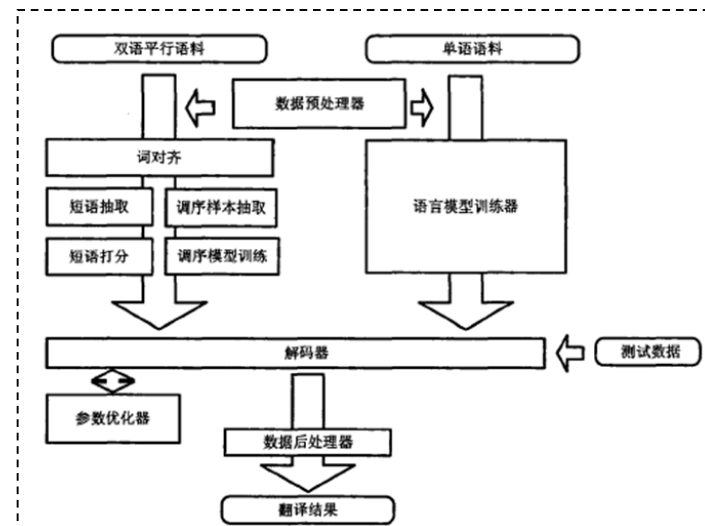 双语平行语料
单语语料
数据预处理器
词对齐
短语抽取
调序样本抽取
语言模型训练器
短语打分
调序模型训练
解码器
测试数据
参数优化器
数据后处理器
翻译结果